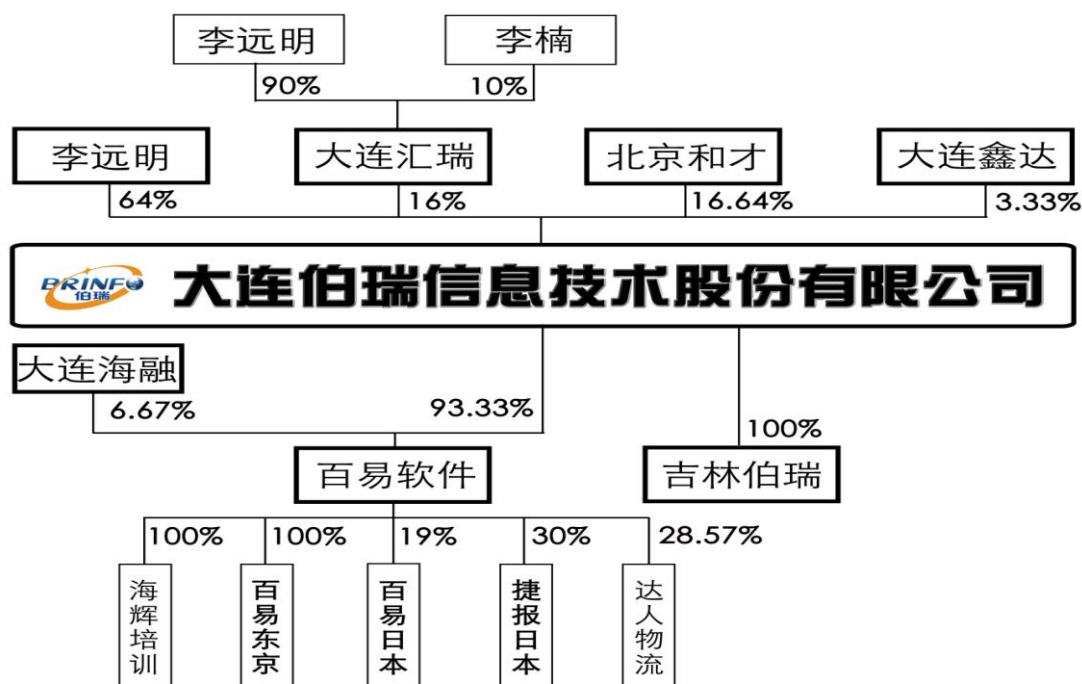 李远明
李楠
90%
10%
李远明
大连汇瑞
北京和才
大连鑫达
64%
16%
16.64%
3.33%
BRINFO
伯瑞
大连伯瑞信息技术股份有限公司
大连海融
6.67%
93.33%
100%
百易软件
吉林伯瑞
100%
100%
19%
30%
28.57%
海辉培训
百易东京
百易日本
捷报日本
达人物流